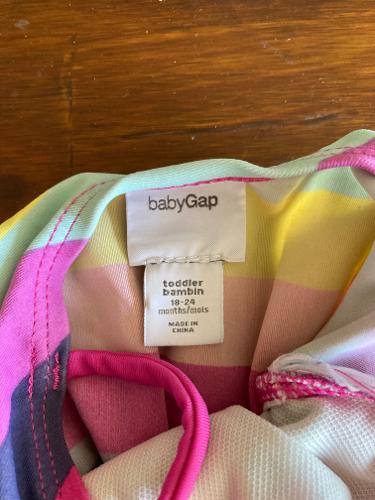 babyGap
toddler
bambin
18-24
months/mois
MADE IN
CHINA